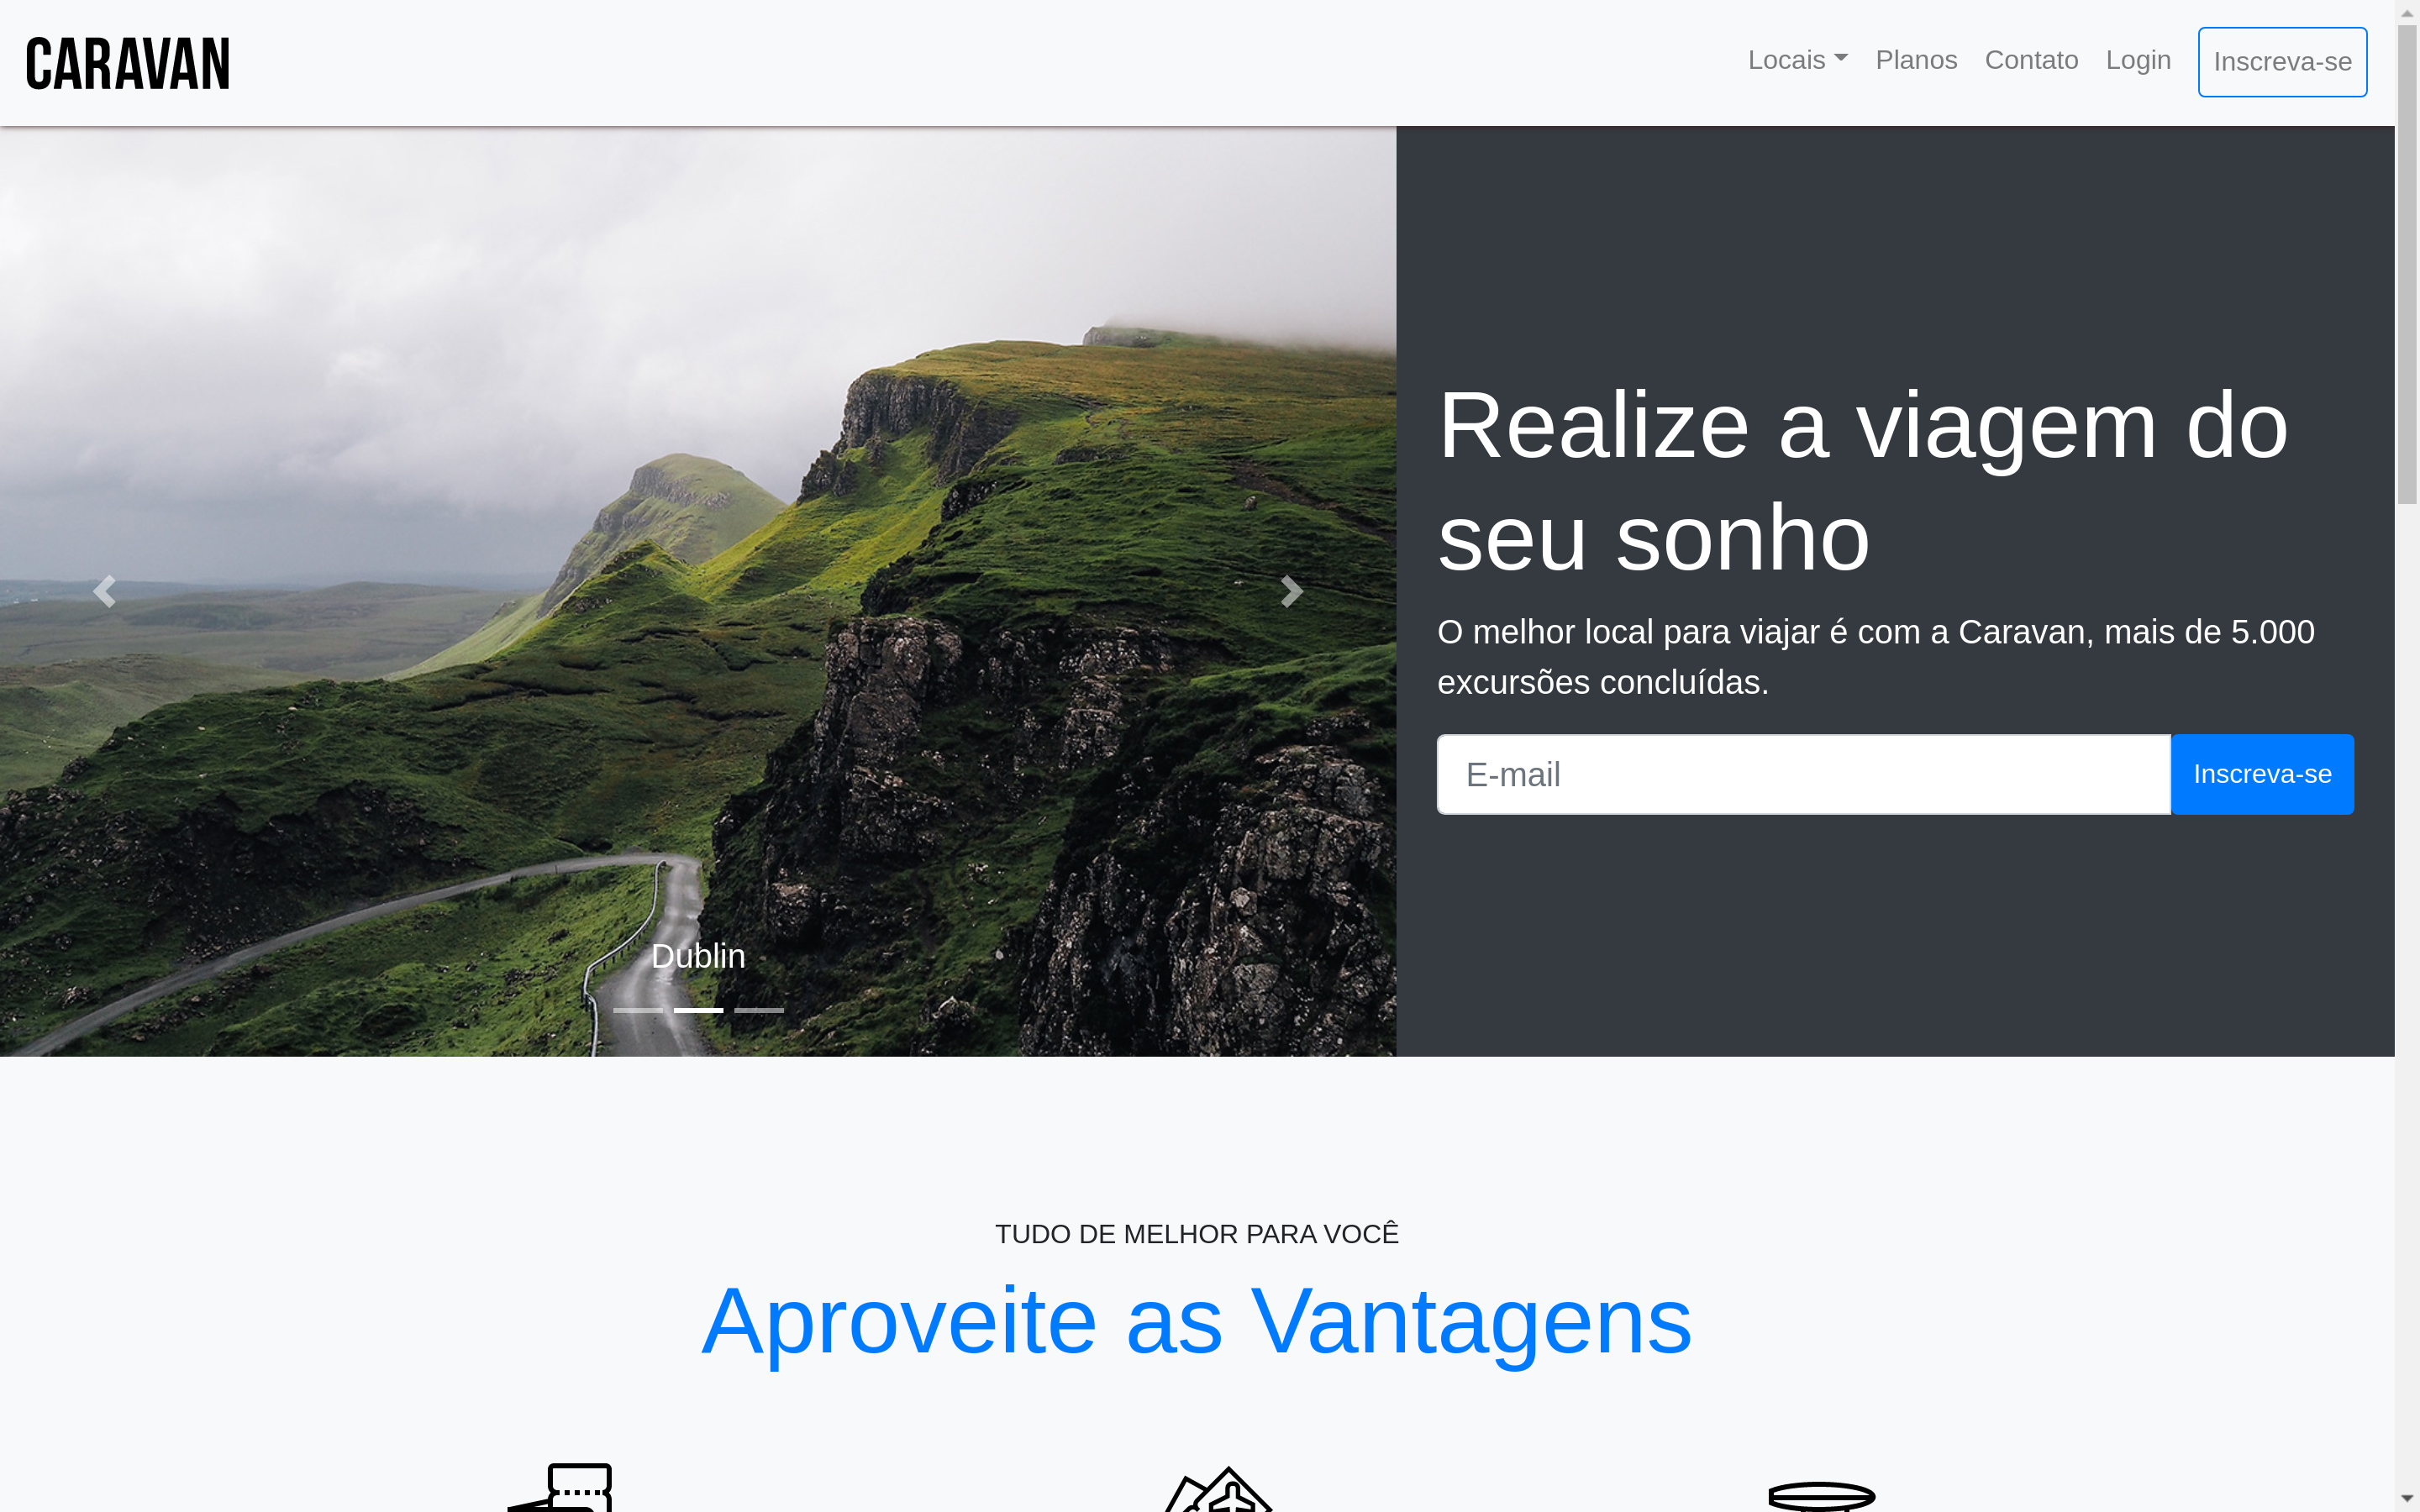 CARAVAN
Locais
Planos
Contato
Login
Inscreva-se
Realize a viagem do
seu sonho
O melhor local para viajar é com a Caravan, mais de 5.000
excursões concluídas.
E-mail
Inscreva-se
Dublin
TUDO DE MELHOR PARA VOCÊ
Aproveite as Vantagens